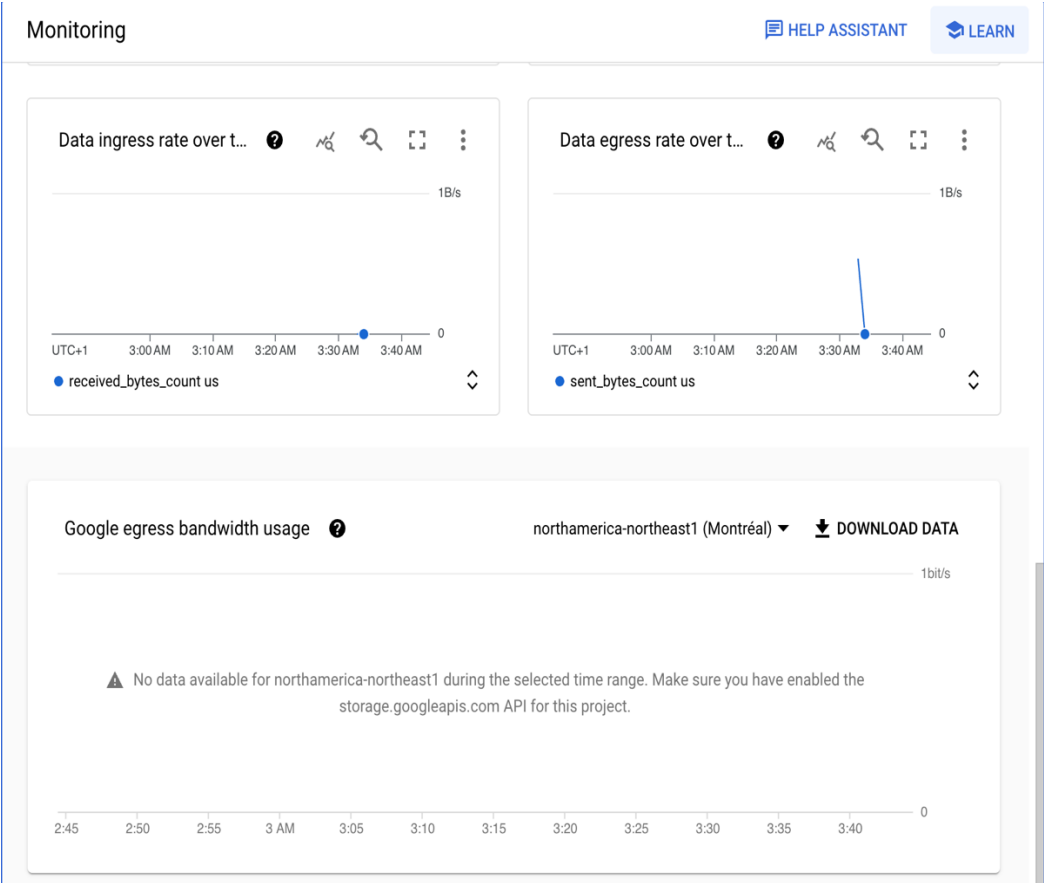 Monitoring
HELP ASSISTANT
LEARN
Data ingress rate over t...
1B/s
0
UTC+1 3:00 AM 3:10 AM 3:20 AM 3:30 AM 3:40 AM
received_bytes_count us
Data egress rate over t...
1B/s
0
UTC+1 3:00 AM 3:10 AM 3:20 AM 3:30 AM 3:40 AM
sent_bytes_count us
Google egress bandwidth usage
northamerica-northeast1 (Montréal)
DOWNLOAD DATA
1bit/s
No data available for northamerica-northeast1 during the selected time range. Make sure you have enabled the
storage.googleapis.com API for this project.
0
2:45 2:50 2:55 3 AM 3:05 3:10 3:15 3:20 3:25 3:30 3:35 3:40